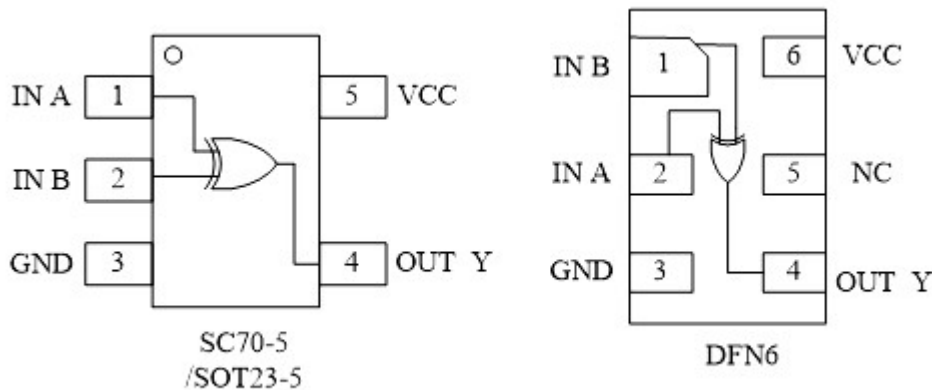 IN A 1 5 VCC
IN B 2
GND 3 4 OUT Y
SC70-5
/SOT23-5
IN B 1 6 VCC
IN A 2 5 NC
GND 3 4 OUT Y
DFN6